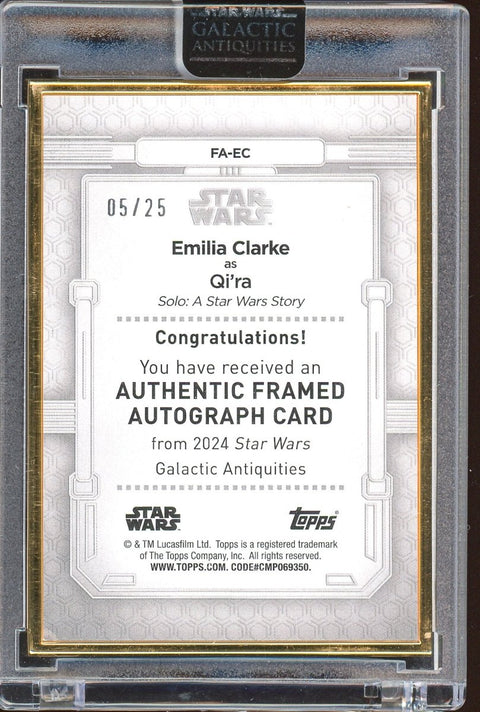 STAR WARS
GALACTIC
ANTIQUITIES
FA-EC
05/25
STAR
WARS™
Emilia Clarke
as
Qi'ra
Solo: A Star Wars Story
Congratulations!
You have received an
AUTHENTIC FRAMED
AUTOGRAPH CARD
from 2024 Star Wars
Galactic Antiquities
STAR
WARS
Topps®
© & TM Lucasfilm Ltd. Topps is a registered trademark
of The Topps Company, Inc. All rights reserved.
WWW.TOPPS.COM. CODE#CMP069350.